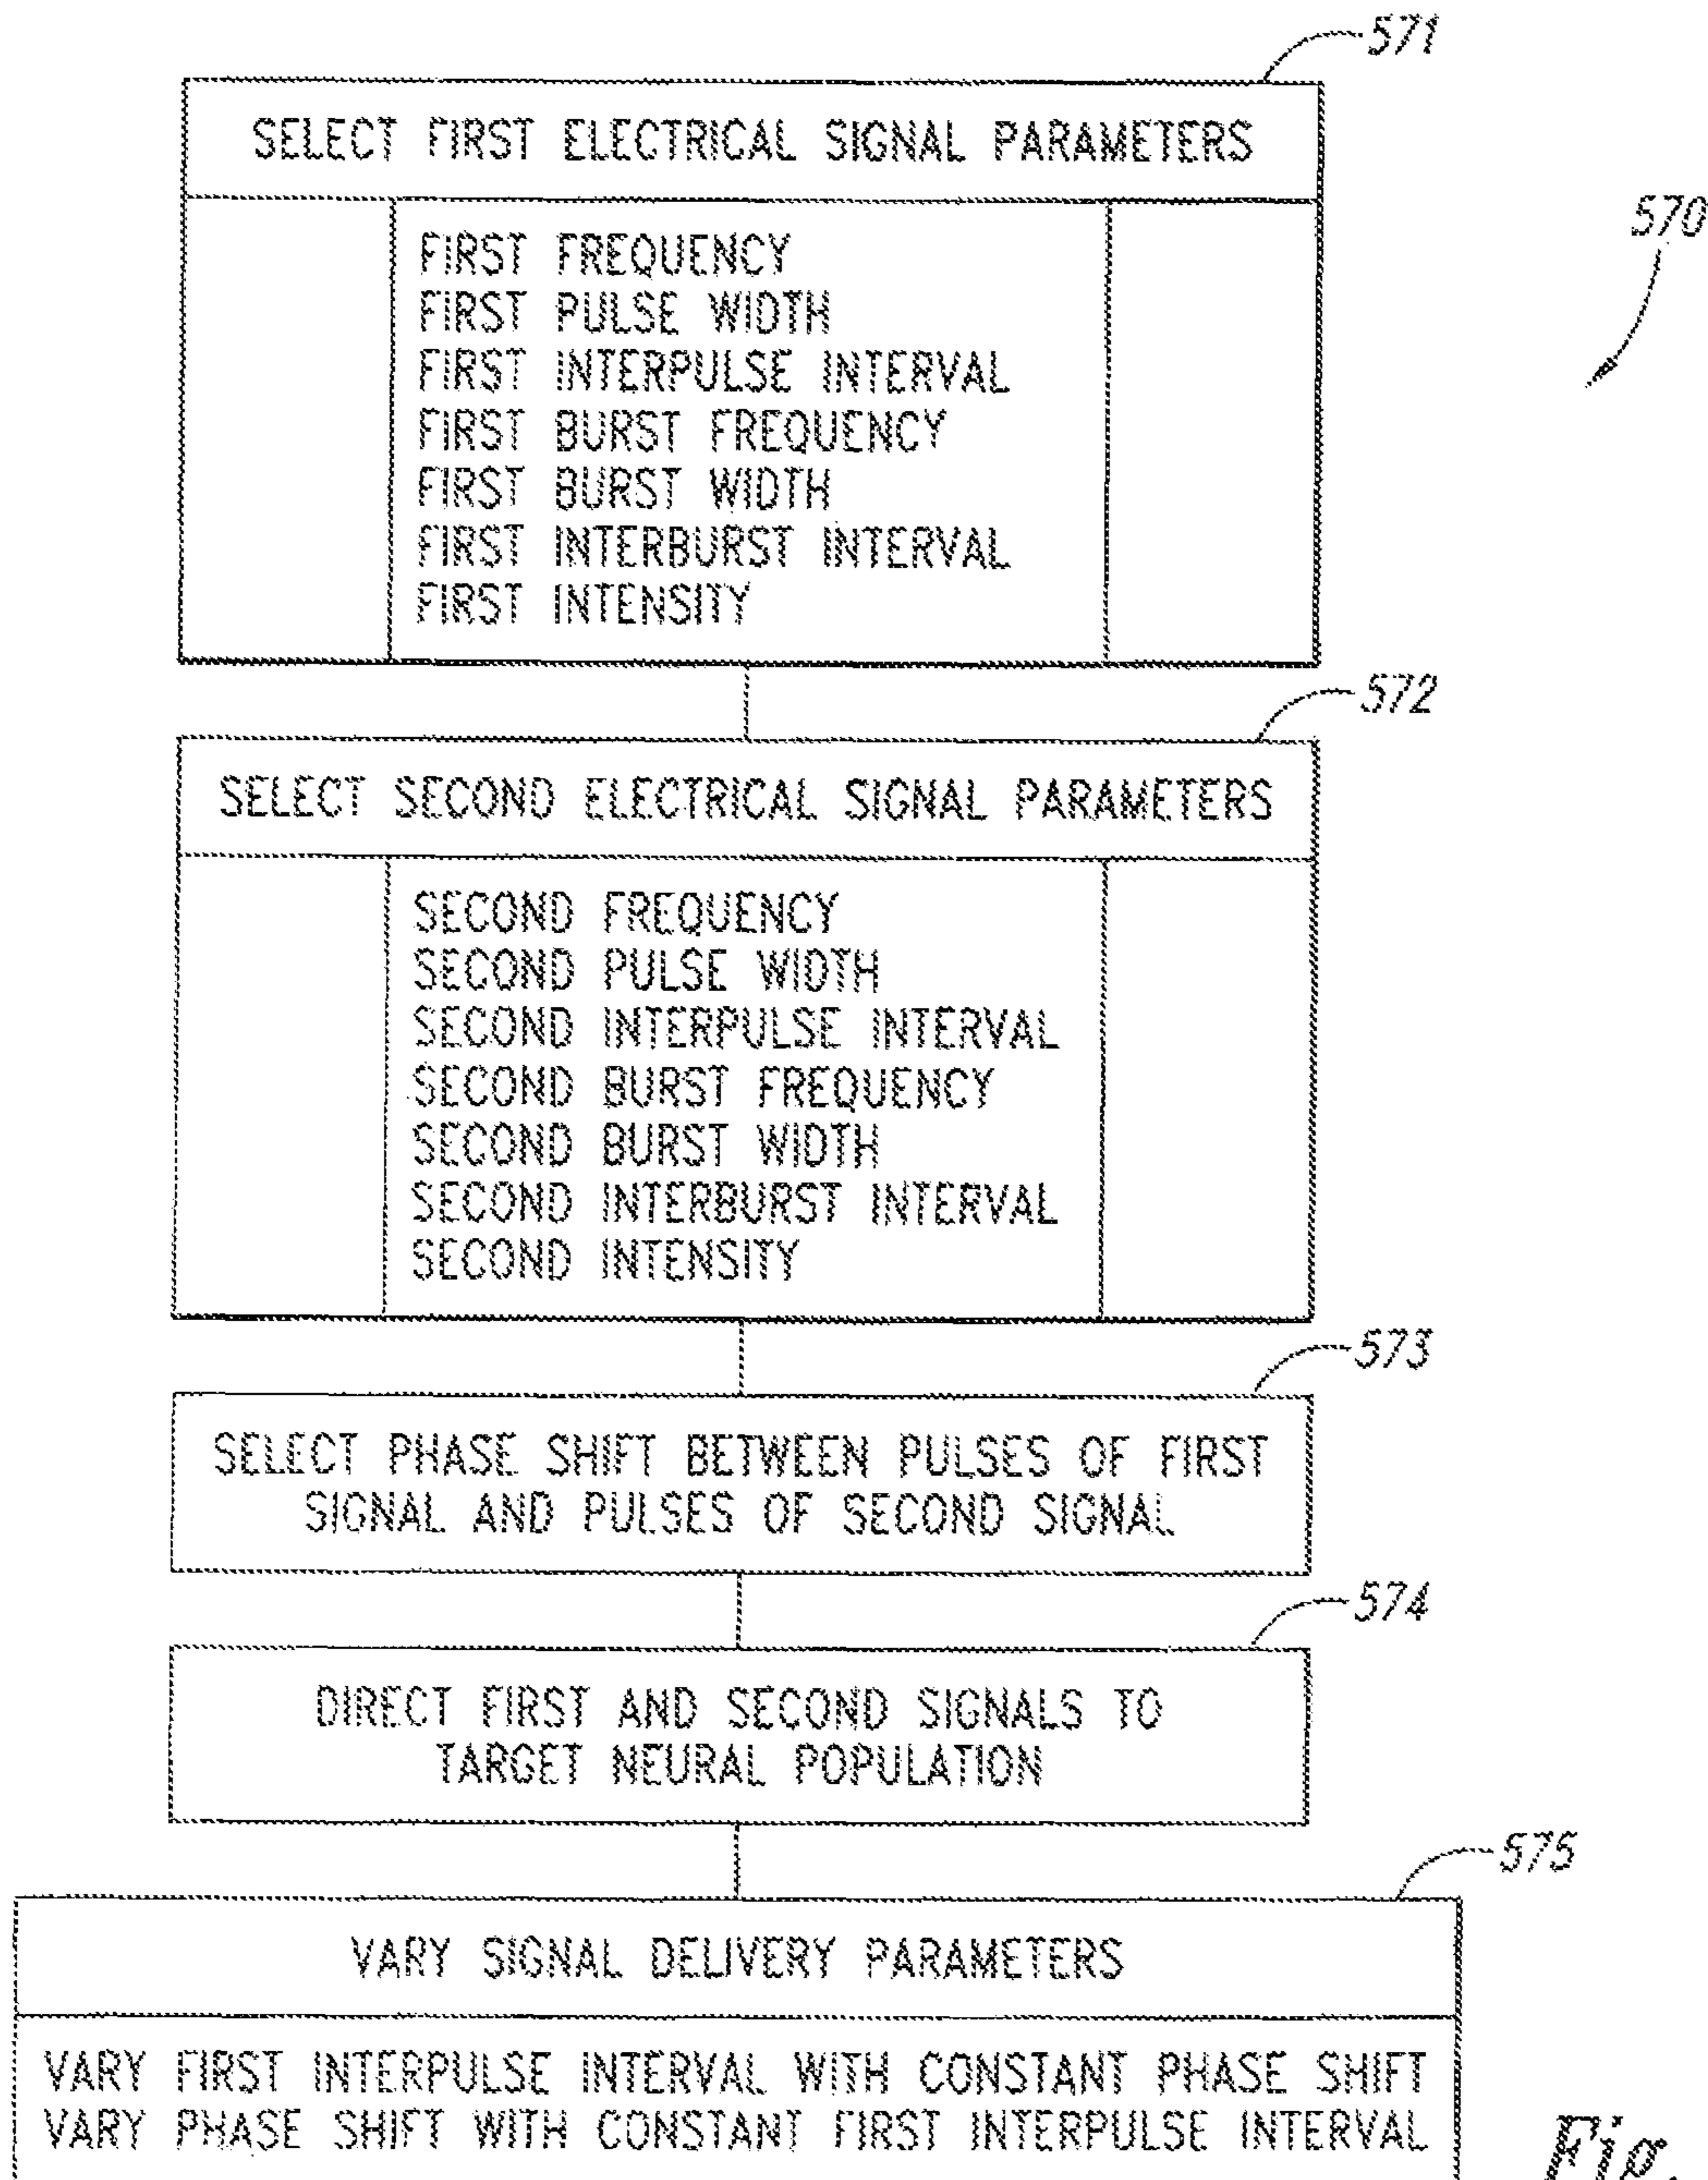 571
SELECT FIRST ELECTRICAL SIGNAL PARAMETERS
570
FIRST FREQUENCY
FIRST PULSE WIDTH
FIRST INTERPULSE INTERVAL
FIRST BURST FREQUENCY
FIRST BURST WIDTH
FIRST INTERBURST INTERVAL
FIRST INTENSITY
572
SELECT SECOND ELECTRICAL SIGNAL PARAMETERS
SECOND FREQUENCY
SECOND PULSE WIDTH
SECOND INTERPULSE INTERVAL
SECOND BURST FREQUENCY
SECOND BURST WIDTH
SECOND INTERBURST INTERVAL
SECOND INTENSITY
573
SELECT PHASE SHIFT BETWEEN PULSES OF FIRST
SIGNAL AND PULSES OF SECOND SIGNAL
574
DIRECT FIRST AND SECOND SIGNALS TO
TARGET NEURAL POPULATION
575
VARY SIGNAL DELIVERY PARAMETERS
VARY FIRST INTERPULSE INTERVAL WITH CONSTANT PHASE SHIFT
VARY PHASE SHIFT WITH CONSTANT FIRST INTERPULSE INTERVAL
Fig.